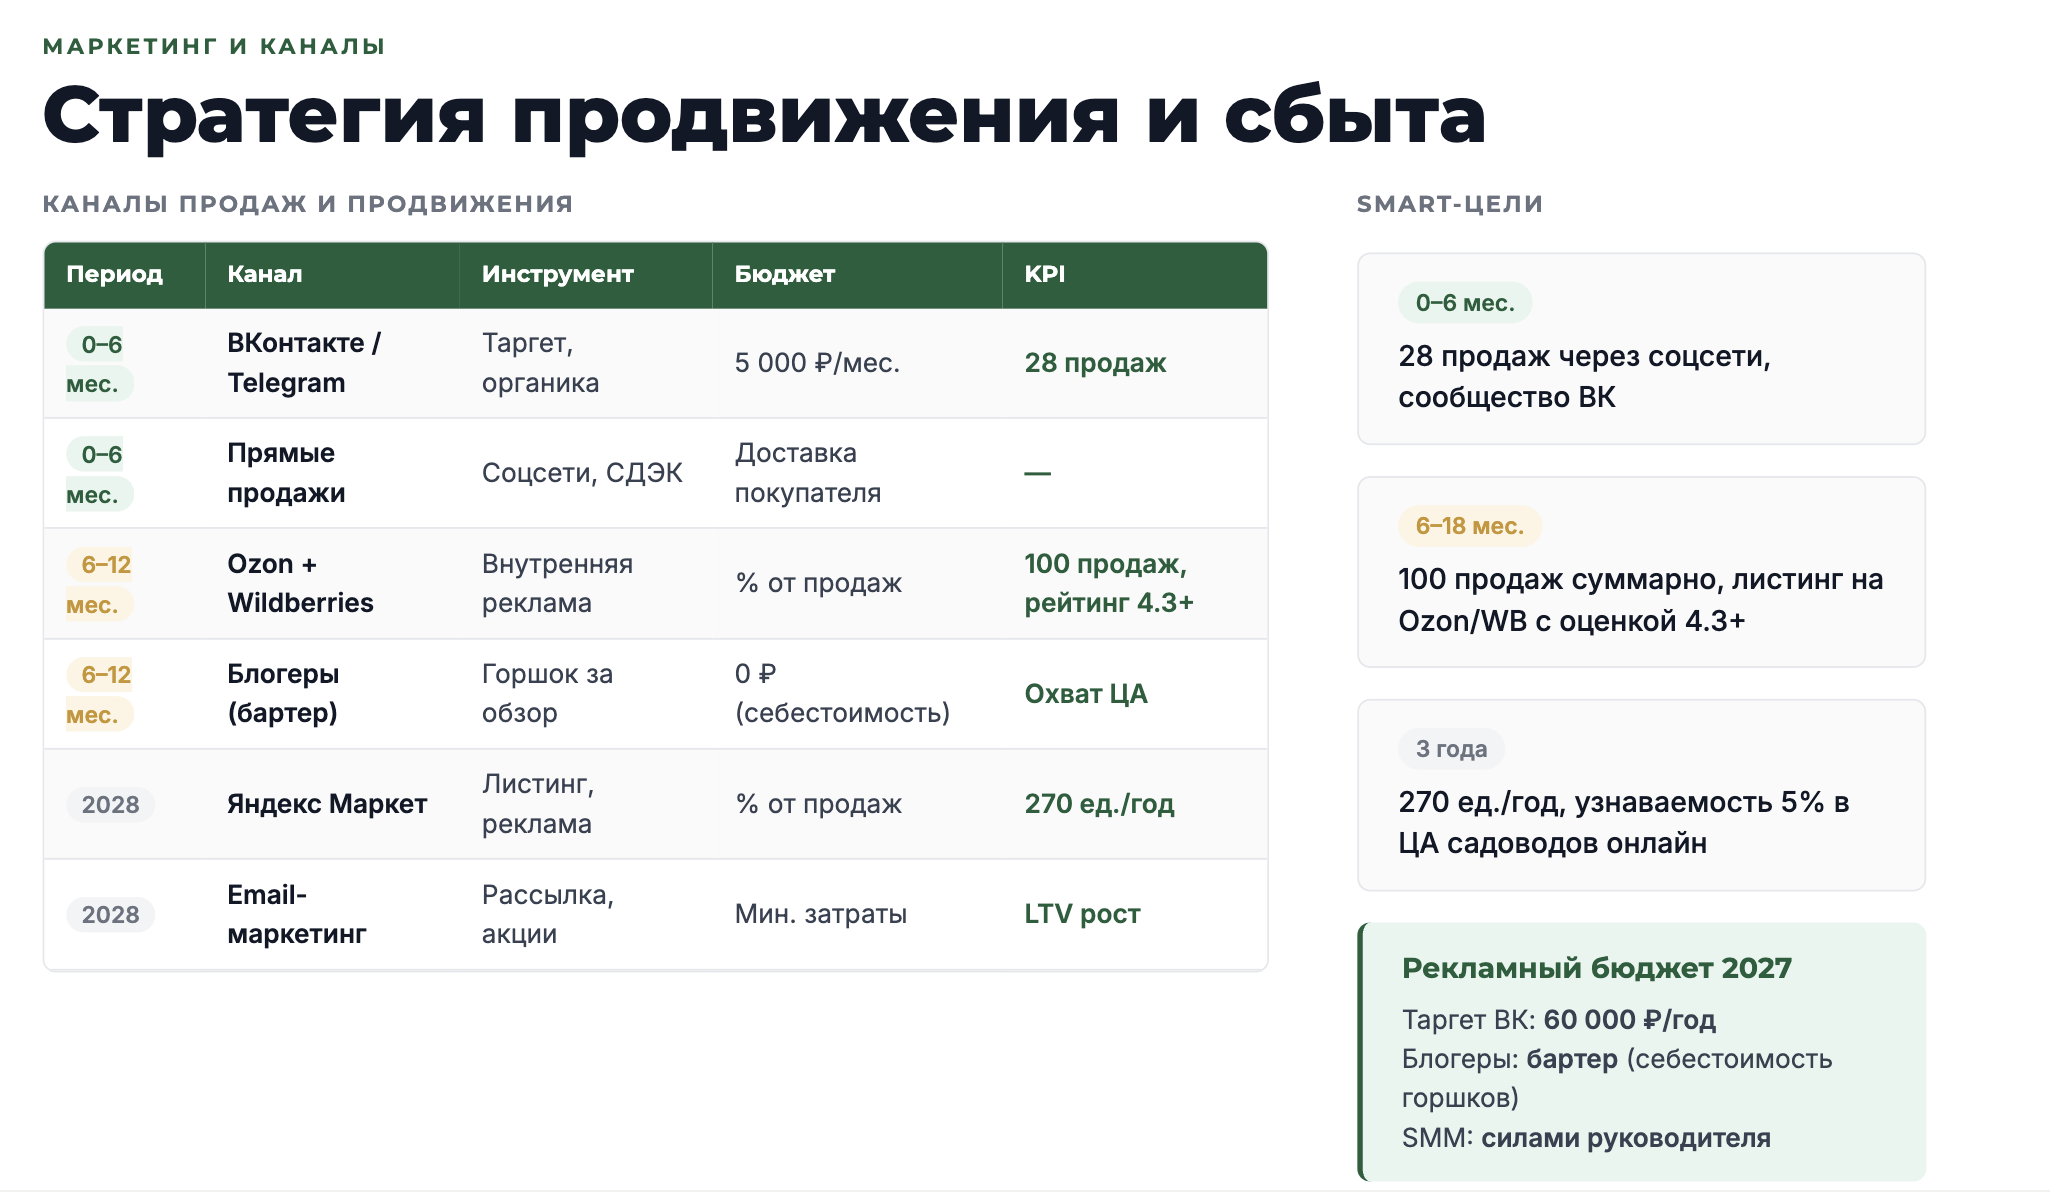 МАРКЕТИНГ И КАНАЛЫ
Стратегия продвижения и сбыта
КАНАЛЫ ПРОДАЖ И ПРОДВИЖЕНИЯ
Период Канал Инструмент Бюджет KPI
0–6 мес.
ВКонтакте /
Telegram
Таргет,
органика
5 000 ₽/мес.
28 продаж
0–6 мес.
Прямые
продажи
Соцсети, СДЭК
Доставка
покупателя
—
6–12 мес.
Ozon +
Wildberries
Внутренняя
реклама
% от продаж
100 продаж,
рейтинг 4.3+
6–12 мес.
Блогеры
(бартер)
Горшок за
обзор
0 ₽
(себестоимость)
Охват ЦА
2028
Яндекс Маркет
Листинг,
реклама
% от продаж
270 ед./год
2028
Email-
маркетинг
Рассылка,
акции
Мин. затраты
LTV рост
SMART-ЦЕЛИ
0–6 мес.
28 продаж через соцсети,
сообщество ВК
6–18 мес.
100 продаж суммарно, листинг на
Ozon/WB с оценкой 4.3+
3 года
270 ед./год, узнаваемость 5% в
ЦА садоводов онлайн
Рекламный бюджет 2027
Таргет ВК: 60 000 ₽/год
Блогеры: бартер (себестоимость
горшков)
SMM: силами руководителя